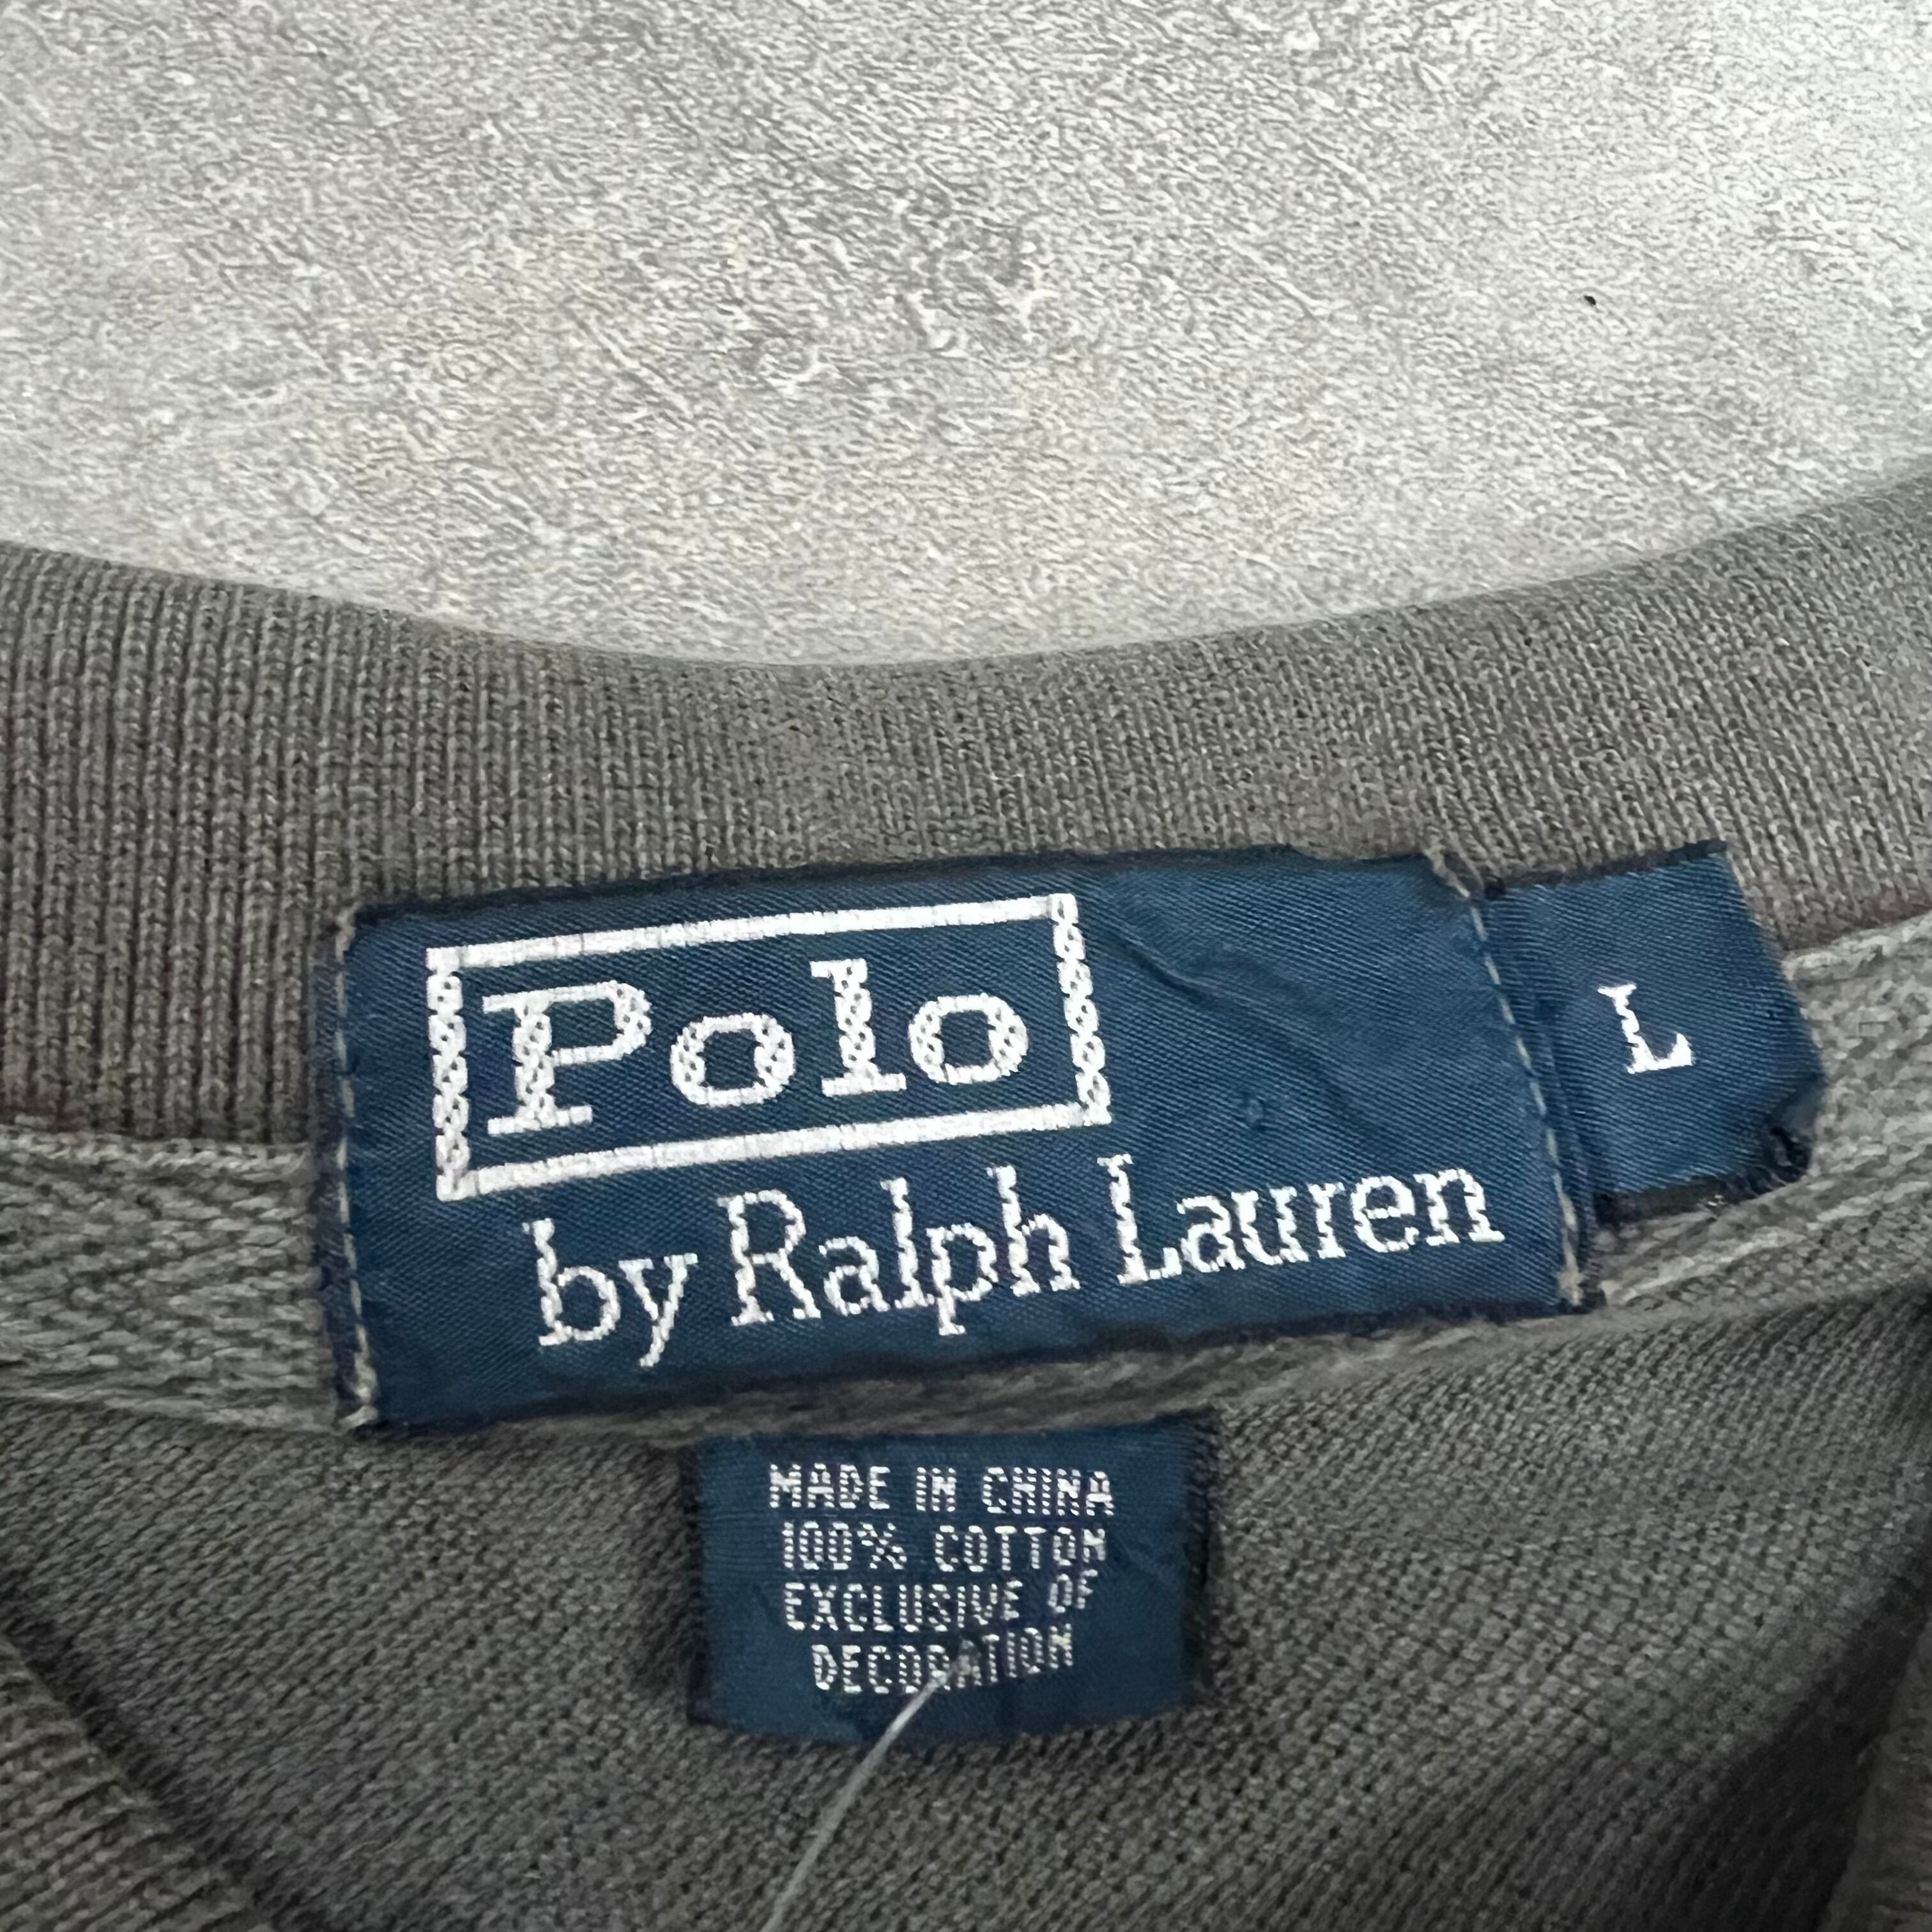 Polo
by Ralph Lauren
L
MADE IN CHINA
100% COTTON
EXCLUSIVE OF
DECORATION